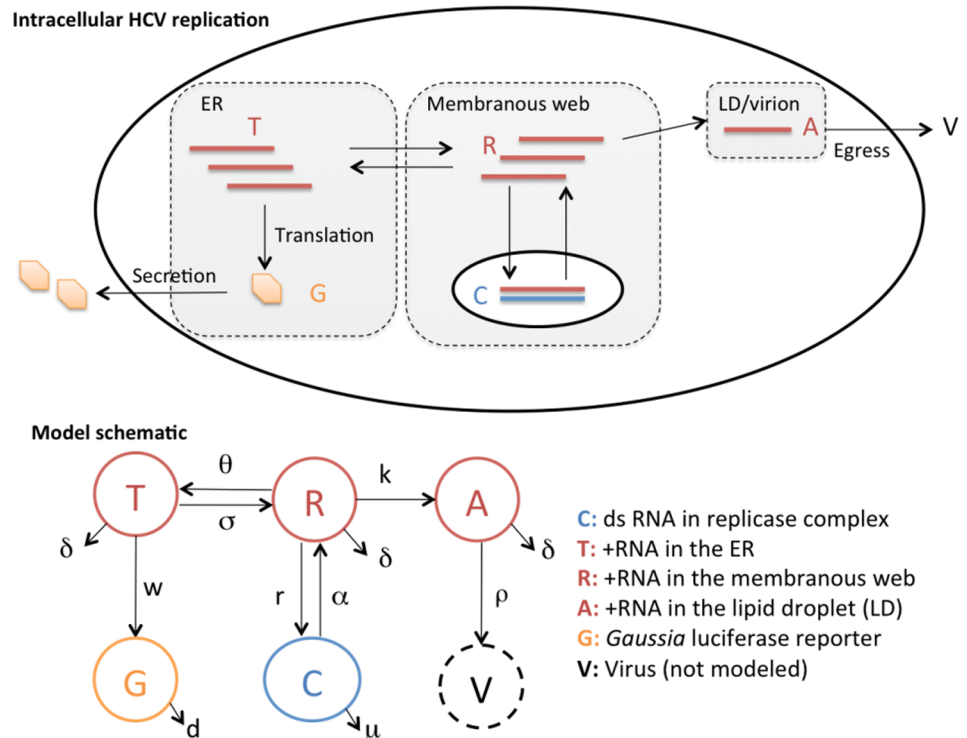 Intracellular HCV replication
ER
Membranous web
LD/virion
T
R
A
V
Egress
Translation
Secretion
G
C
Model schematic
θ
k
T
R
A
σ
δ
δ
δ
w
r
α
ρ
G
C
V
d
μ
C: ds RNA in replicase complex
T: +RNA in the ER
R: +RNA in the membranous web
A: +RNA in the lipid droplet (LD)
G: Gaussia luciferase reporter
V: Virus (not modeled)